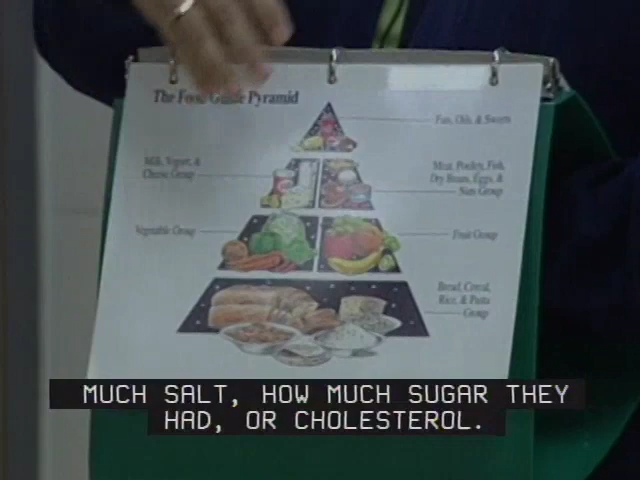 The Food Guide Pyramid
Fats, Oils, & Sweets
Milk, Yogurt, &
Cheese Group
Meat, Poultry, Fish,
Dry Beans, Eggs, &
Nuts Group
Vegetable Group
Fruit Group
Bread, Cereal,
Rice, & Pasta
Group
MUCH SALT, HOW MUCH SUGAR THEY
HAD, OR CHOLESTEROL.